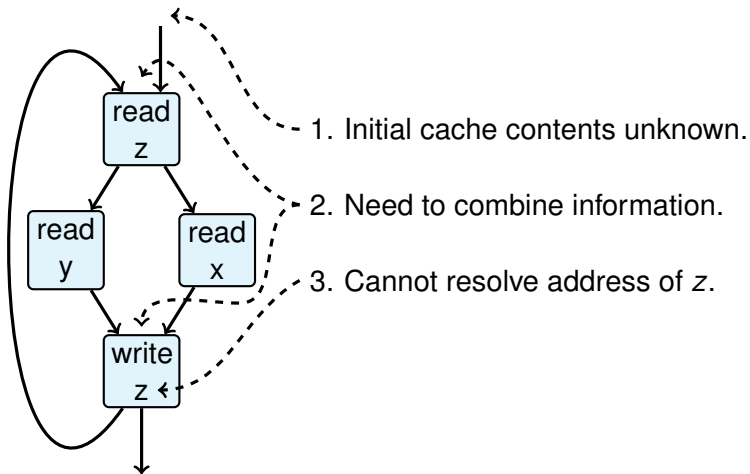 read
z
1. Initial cache contents unknown.
2. Need to combine information.
read
y
read
x
3. Cannot resolve address of z.
write
z